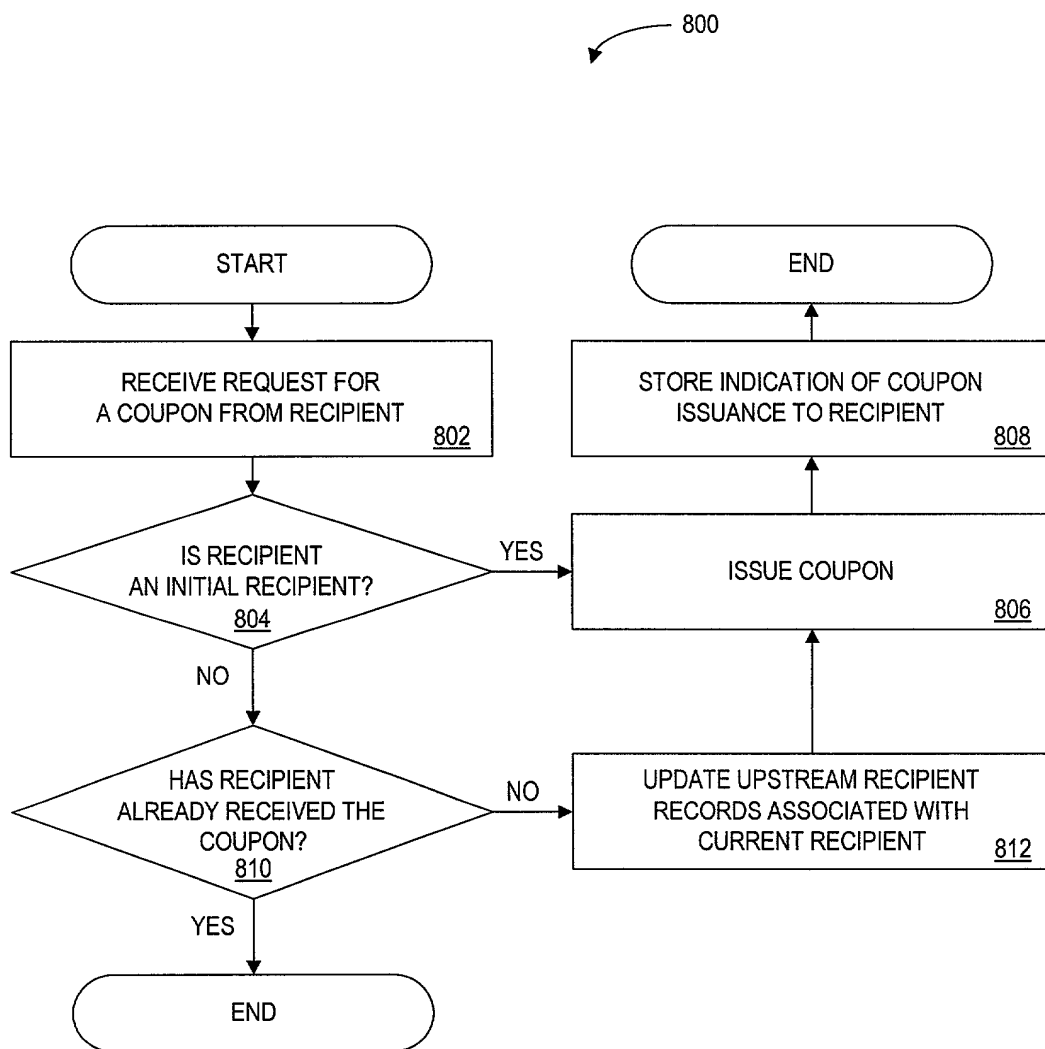 800
START
RECEIVE REQUEST FOR
A COUPON FROM RECIPIENT
802
IS RECIPIENT
AN INITIAL RECIPIENT?
804
YES
NO
HAS RECIPIENT
ALREADY RECEIVED THE
COUPON?
810
NO
YES
END
END
STORE INDICATION OF COUPON
ISSUANCE TO RECIPIENT
808
ISSUE COUPON
806
UPDATE UPSTREAM RECIPIENT
RECORDS ASSOCIATED WITH
CURRENT RECIPIENT
812